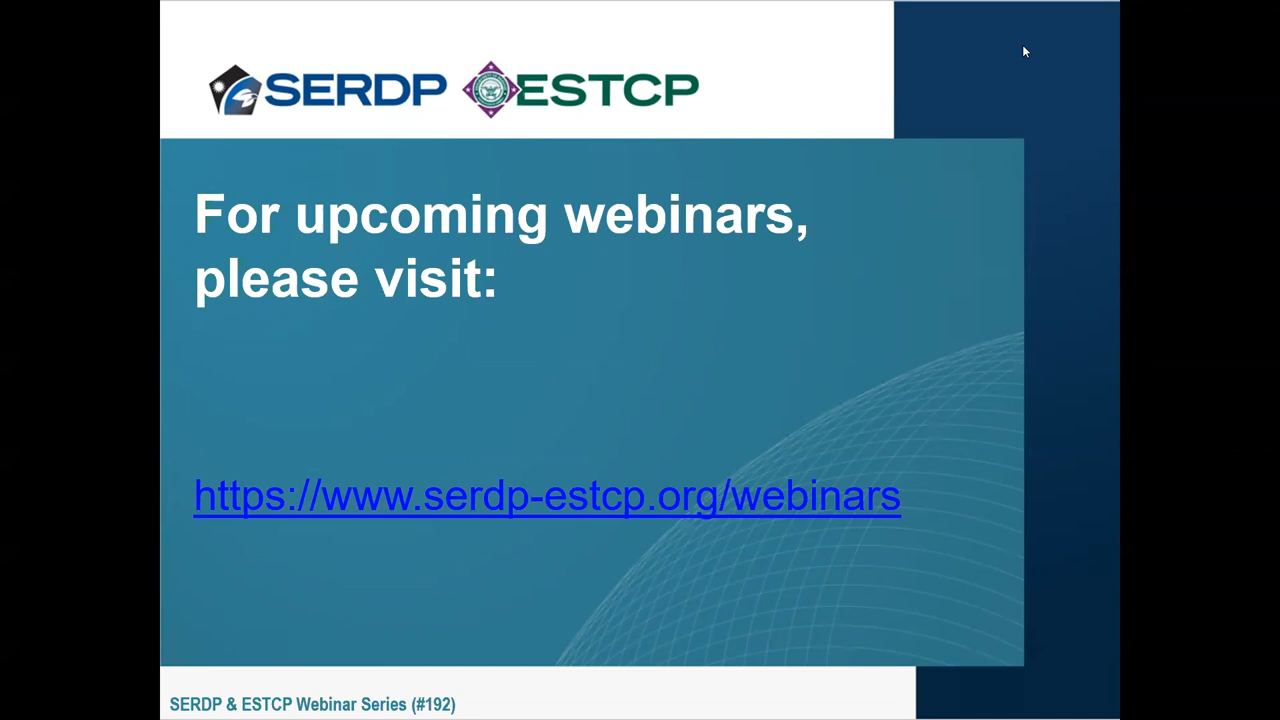 SERDP ESTCP
For upcoming webinars,
please visit:
https://www.serdp-estcp.org/webinars
SERDP & ESTCP Webinar Series (#192)